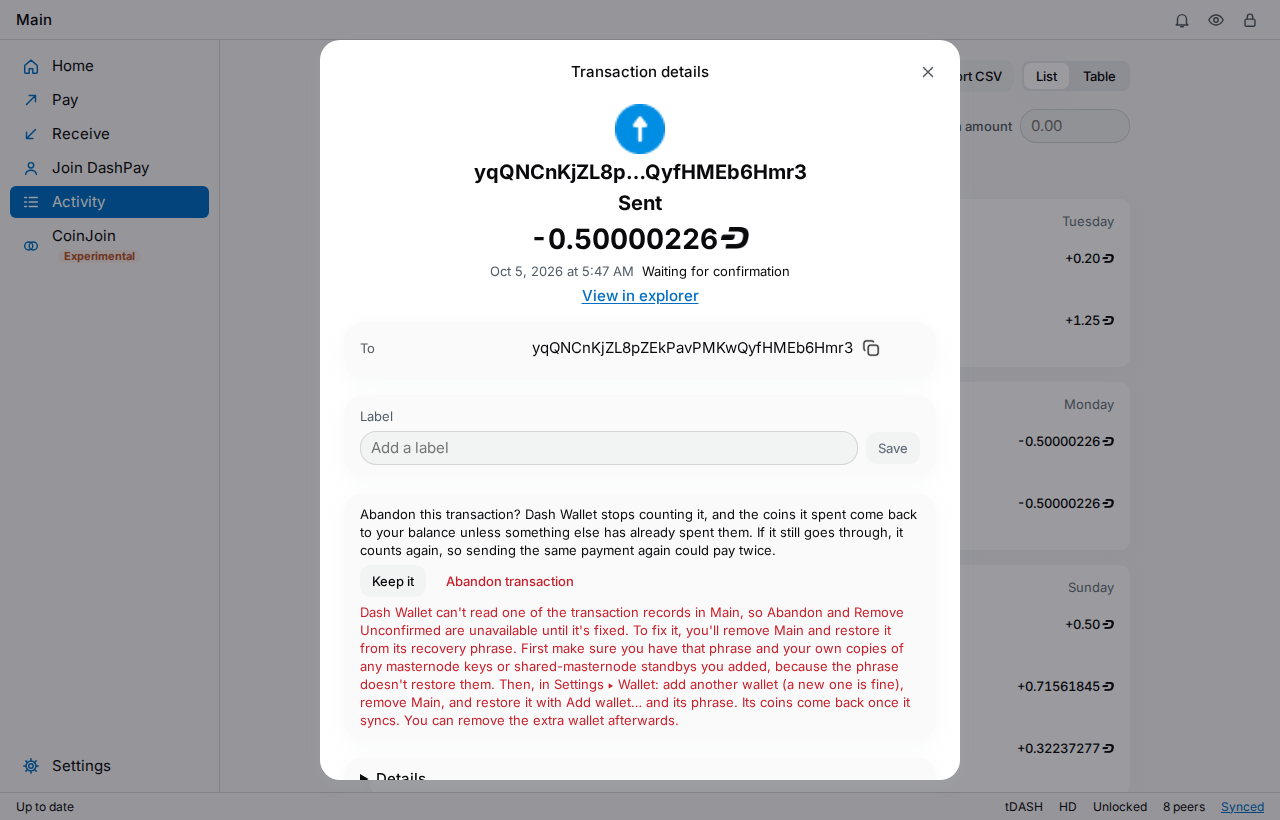 Main
Home
Pay
Receive
Join DashPay
Activity
CoinJoin
Experimental
Settings
Transaction details
yqQNCnKjZL8p...QyfHMEb6Hmr3
Sent
-0.50000226
Oct 5, 2026 at 5:47 AM Waiting for confirmation
View in explorer
To yqQNCnKjZL8pZEkPavPMKwQyfHMEb6Hmr3
Label
Add a label Save
Abandon this transaction? Dash Wallet stops counting it, and the coins it spent come back
to your balance unless something else has already spent them. If it still goes through, it
counts again, so sending the same payment again could pay twice.
Keep it Abandon transaction
Dash Wallet can't read one of the transaction records in Main, so Abandon and Remove
Unconfirmed are unavailable until it's fixed. To fix it, you'll remove Main and restore it
from its recovery phrase. First make sure you have that phrase and your own copies of
any masternode keys or shared-masternode standbys you added, because the phrase
doesn't restore them. Then, in Settings ▸ Wallet: add another wallet (a new one is fine),
remove Main, and restore it with Add wallet... and its phrase. Its coins come back once it
syncs. You can remove the extra wallet afterwards.
Details
CSV List Table
amount 0.00
Tuesday
+0.20
+1.25
Monday
-0.50000226
-0.50000226
Sunday
+0.50
+0.71561845
+0.32237277
Up to date tDASH HD Unlocked 8 peers Synced